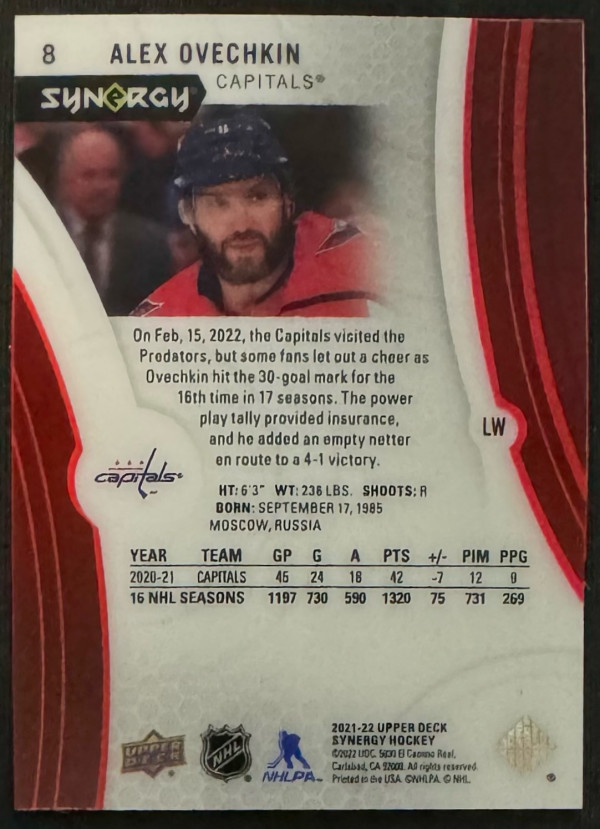 8 ALEX OVECHKIN
CAPITALS®
SYNERGY
On Feb, 15, 2022, the Capitals visited the
Predators, but some fans let out a cheer as
Ovechkin hit the 30-goal mark for the
16th time in 17 seasons. The power
play tally provided insurance,
and he added an empty netter
en route to a 4-1 victory.
LW
capitals®
HT: 6'3" WT: 236 LBS. SHOOTS: R
BORN: SEPTEMBER 17, 1985
MOSCOW, RUSSIA
YEAR TEAM GP G A PTS +/- PIM PPG
2020-21 CAPITALS 45 24 18 42 -7 12 9
16 NHL SEASONS 1197 730 590 1320 75 731 269
UPPER DECK
NHL
NHLPA
2021-22 UPPER DECK
SYNERGY HOCKEY
©2022 UDC. El Camino Real,
Carlsbad, CA All rights reserved.
Printed in the USA. ©NHLPA. © NHL.